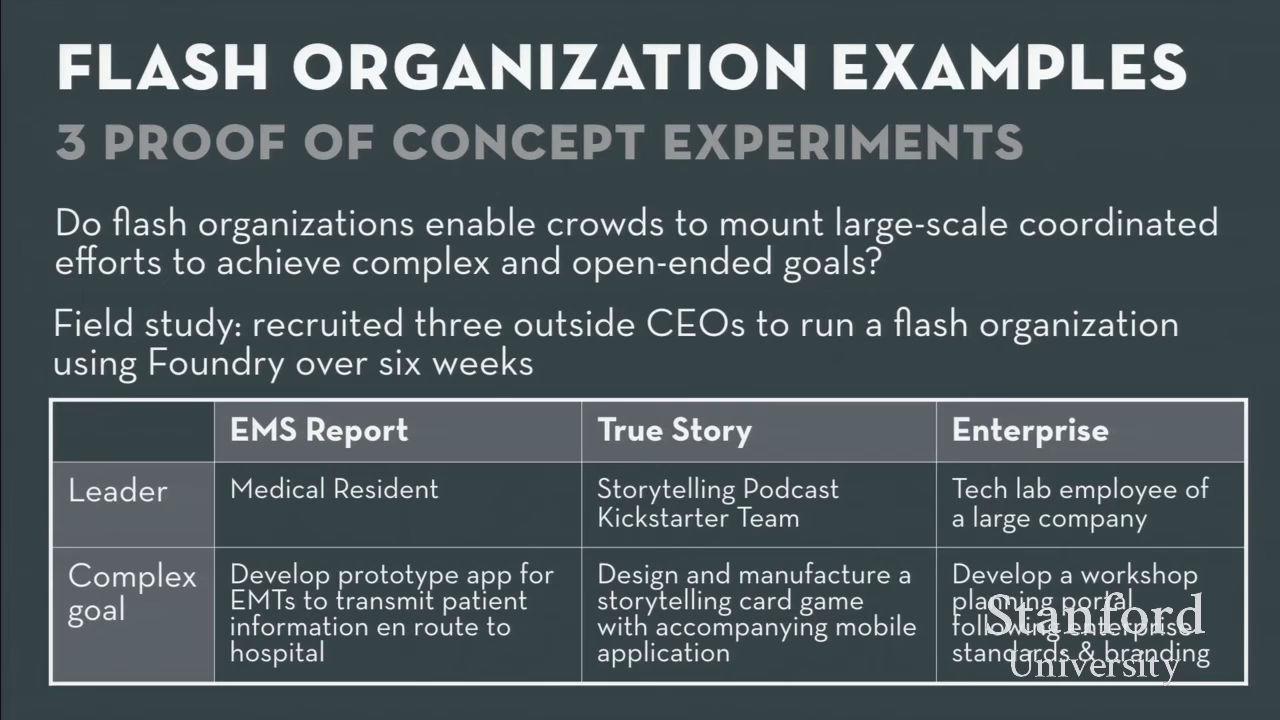 FLASH ORGANIZATION EXAMPLES
3 PROOF OF CONCEPT EXPERIMENTS
Do flash organizations enable crowds to mount large-scale coordinated
efforts to achieve complex and open-ended goals?
Field study: recruited three outside CEOs to run a flash organization
using Foundry over six weeks
EMS Report
True Story
Enterprise
Leader
Medical Resident
Storytelling Podcast
Kickstarter Team
Tech lab employee of
a large company
Complex
goal
Develop prototype app for
EMTs to transmit patient
information en route to
hospital
Design and manufacture a
storytelling card game
with accompanying mobile
application
Develop a workshop
planning portal
following enterprise
standards & branding
Stanford
University